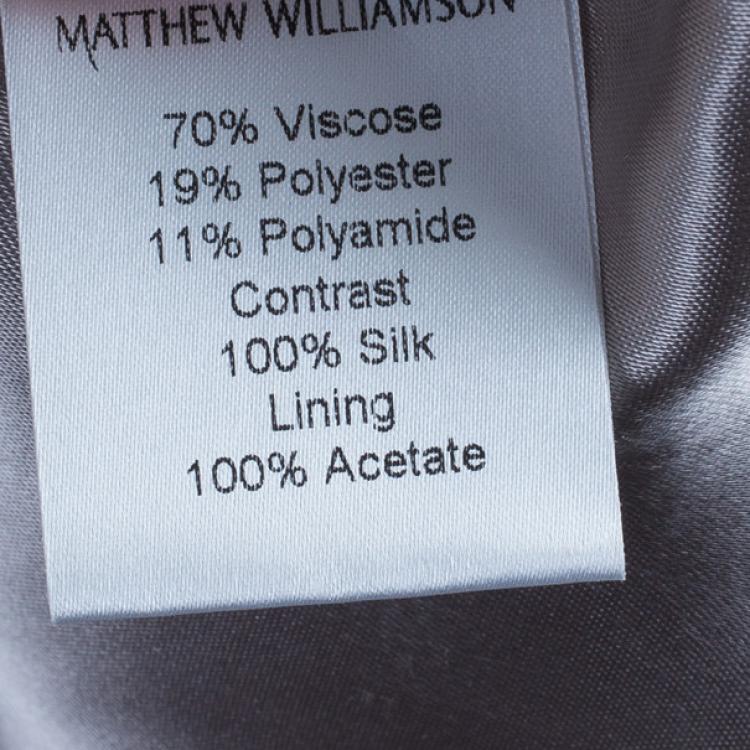 MATTHEW WILLIAMSON
70% Viscose
19% Polyester
11% Polyamide
Contrast
100% Silk
Lining
100% Acetate